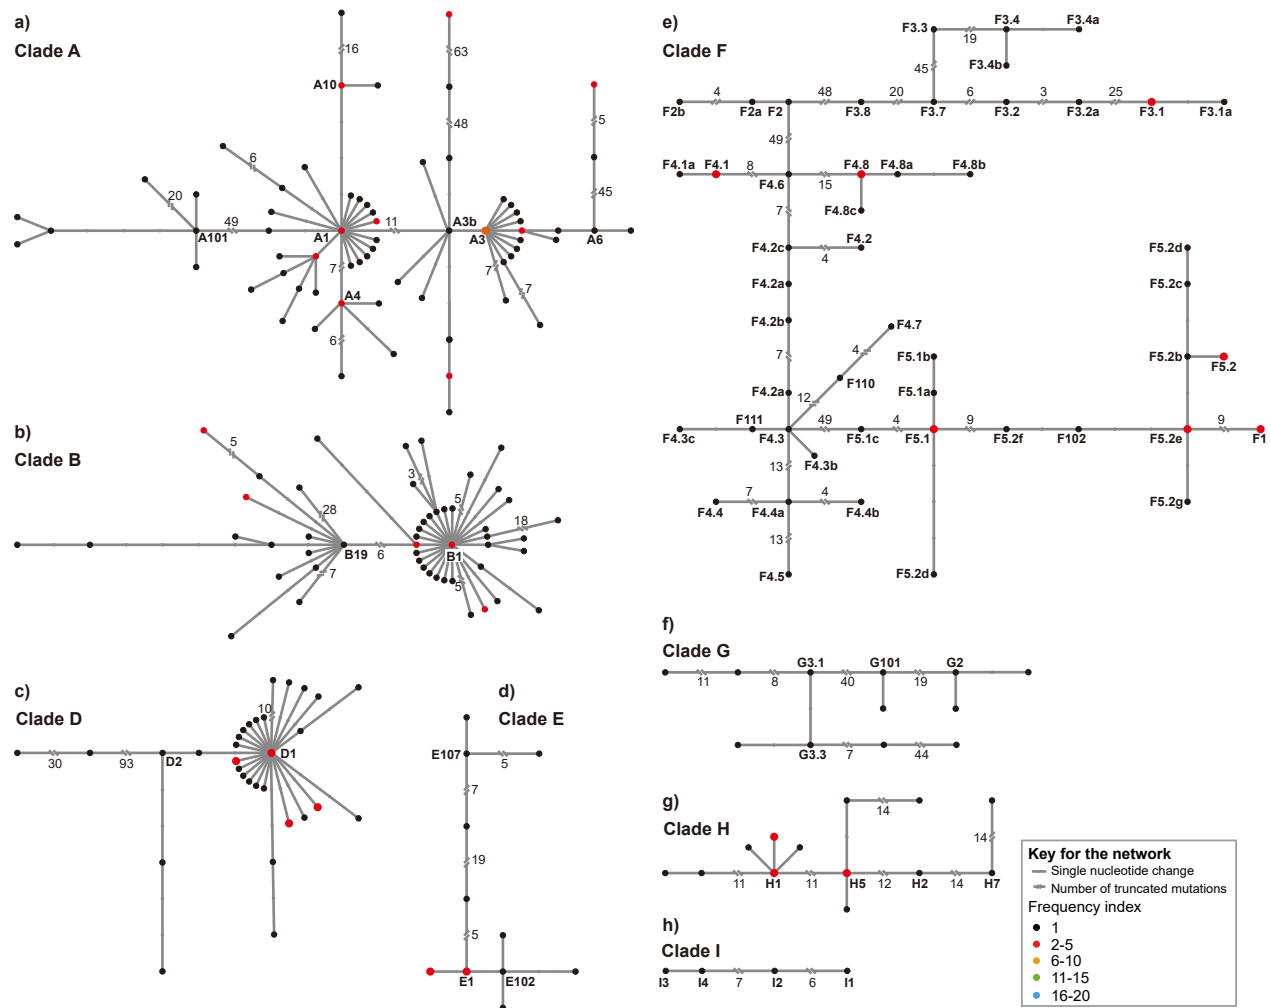 a)
Clade A
16
A10
63
48
5
6
20
49
A101
A1
11
A3b
A3
45
A6
7
7
7
A4
6
b)
Clade B
5
3
5
28
18
B19
6
B1
7
5
c)
Clade D
10
30
93
D2
D1
d)
Clade E
E107
5
7
19
5
E1
E102
e)
Clade F
F3.3
19
F3.4
F3.4a
45
F3.4b
4
48
20
6
3
25
F2b
F2a
F2
F3.8
F3.7
F3.2
F3.2a
F3.1
F3.1a
49
F4.1a
F4.1
8
F4.6
15
F4.8
F4.8a
F4.8b
F4.8c
7
F4.2c
4
F4.2
F5.2d
F4.2a
F5.2c
F4.2b
F4.7
7
4
F5.1b
F5.2b
F5.2
F110
F4.2a
12
F5.1a
F4.3c
F111
F4.3
49
F5.1c
4
F5.1
9
F5.2f
F102
F5.2e
9
F1
F4.3b
13
F4.4
7
F4.4a
4
F4.4b
F5.2g
13
F4.5
F5.2d
f)
Clade G
11
8
G3.1
40
G101
19
G2
G3.3
7
44
g)
Clade H
14
14
11
H1
11
H5
12
H2
14
H7
h)
Clade I
I3
I4
7
I2
6
I1
Key for the network
Single nucleotide change
Number of truncated mutations
Frequency index
1
2-5
6-10
11-15
16-20